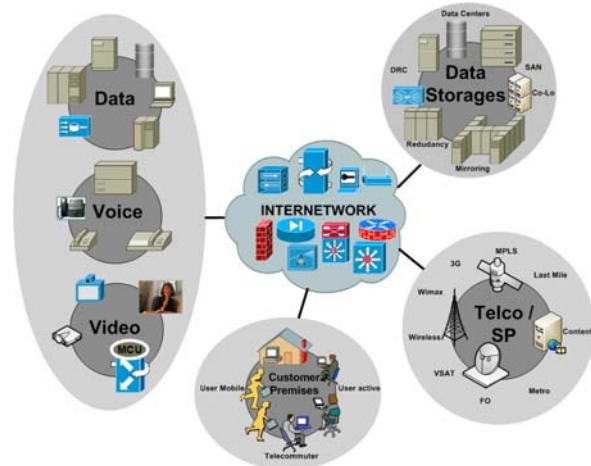 Data
Voice
Video
MCU
INTERNETWORK
Data Centers
DRC
SAN
Data
Storages
Co-Lo
Redudancy
Mirroring
MPLS
3G
Last Mile
Wimax
Telco /
SP
Content
Wireless
VSAT
Metro
FO
Customer
Premises
User Mobile
User active
Telecommuter